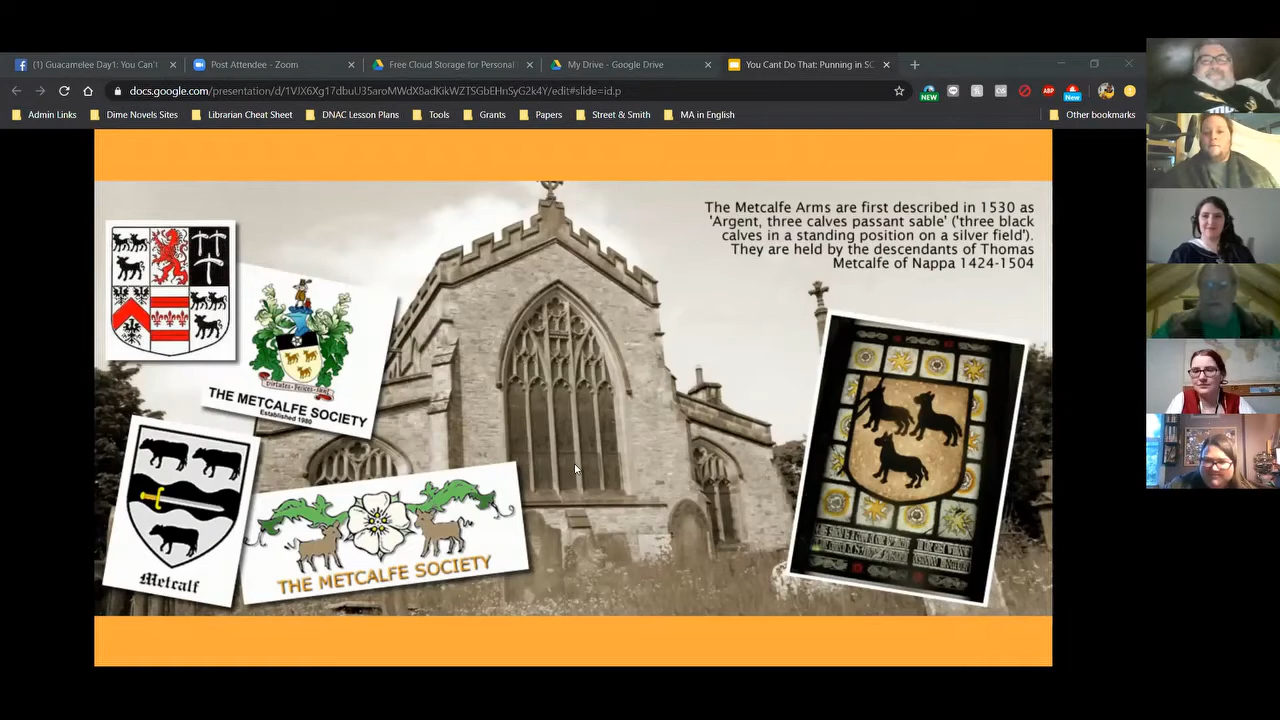 (1) Guacamelee Day1: You Can't
Post Attendee - Zoom
Free Cloud Storage for Personal
My Drive - Google Drive
You Cant Do That: Punning in SC
docs.google.com/presentation/d/1VJX6Xg17dbuU35aroMWdX8adKikWZTSGbEHnSyG2k4Y/edit#slide=id.p
NEW
ABP
New
Admin Links
Dime Novels Sites
Librarian Cheat Sheet
DNAC Lesson Plans
Tools
Grants
Papers
Street & Smith
MA in English
Other bookmarks
The Metcalfe Arms are first described in 1530 as
'Argent, three calves passant sable' ('three black
calves in a standing position on a silver field').
They are held by the descendants of Thomas
Metcalfe of Nappa 1424-1504
THE METCALFE SOCIETY
Established 1980
Metcalf
THE METCALFE SOCIETY